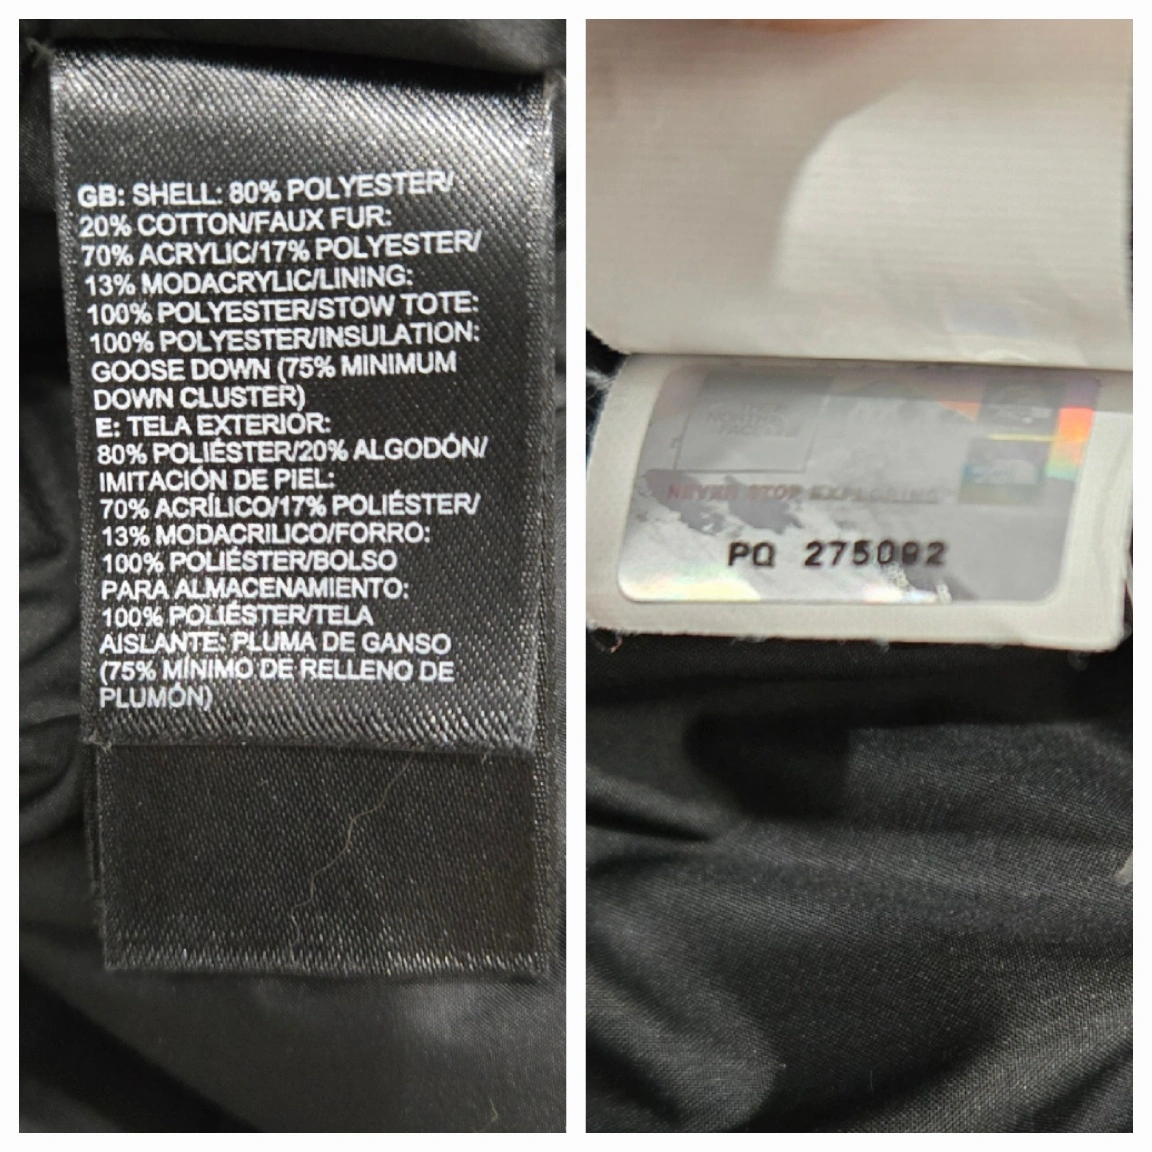 GB: SHELL: 80% POLYESTER/
20% COTTON/FAUX FUR:
70% ACRYLIC/17% POLYESTER/
13% MODACRYLIC/LINING:
100% POLYESTER/STOW TOTE:
100% POLYESTER/INSULATION:
GOOSE DOWN (75% MINIMUM
DOWN CLUSTER)
E: TELA EXTERIOR:
80% POLIÉSTER/20% ALGODÓN/
IMITACIÓN DE PIEL:
70% ACRÍLICO/17% POLIÉSTER/
13% MODACRILICO/FORRO:
100% POLIÉSTER/BOLSO
PARA ALMACENAMIENTO:
100% POLIÉSTER/TELA
AISLANTE: PLUMA DE GANSO
(75% MÍNIMO DE RELLENO DE
PLUMÓN)
NEVER STOP EXPLORING
PQ 275092